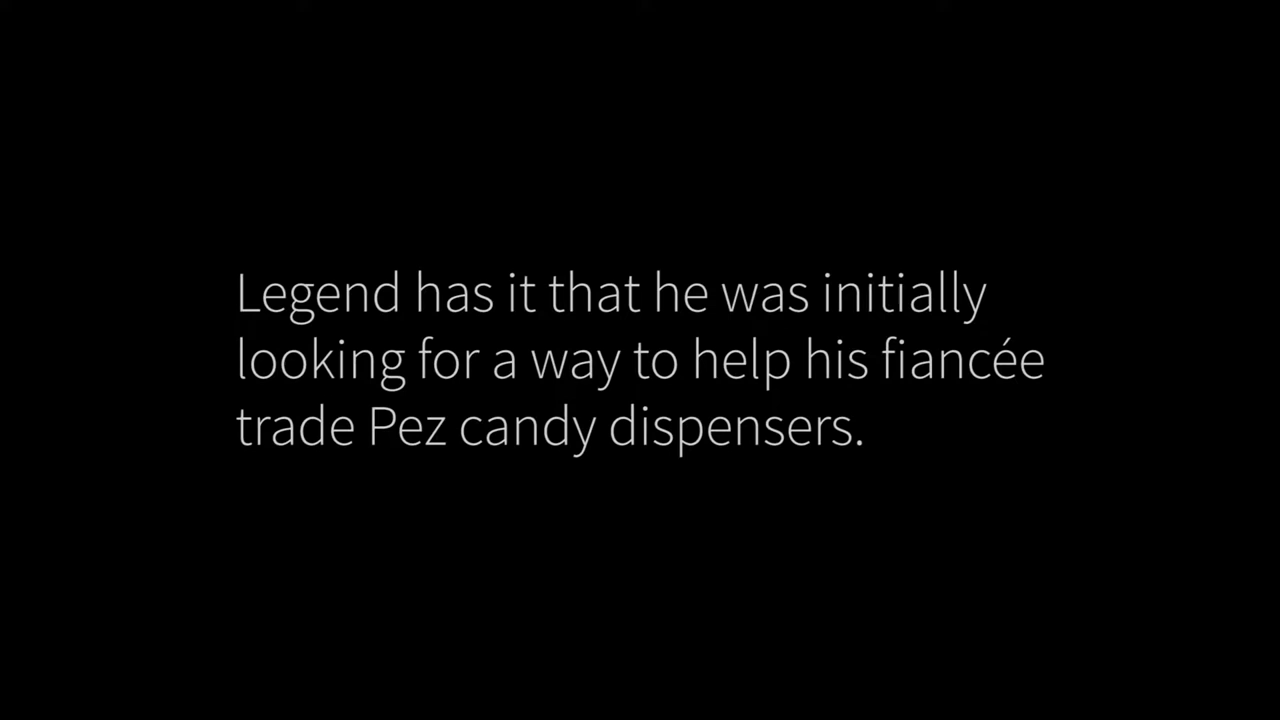 Legend has it that he was initially
looking for a way to help his fiancée
trade Pez candy dispensers.